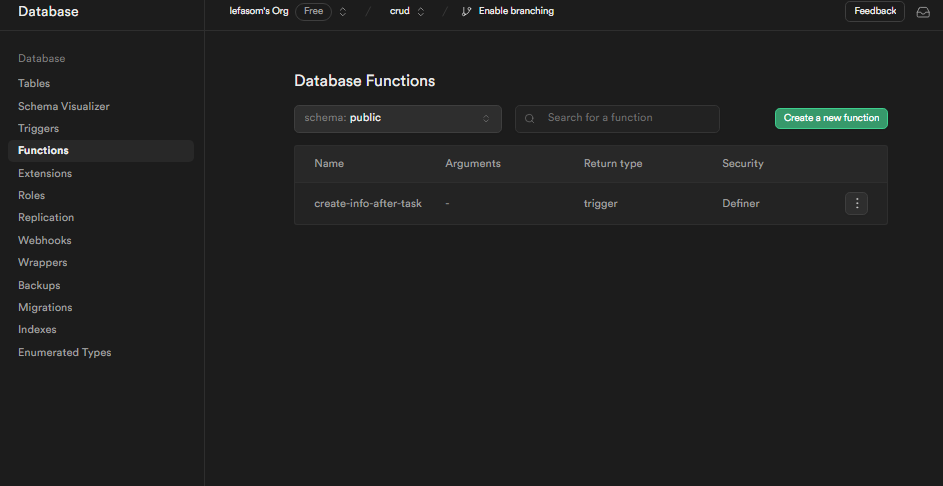 Database
lefasom's Org Free / crud / Enable branching
Feedback
Database
Tables
Schema Visualizer
Triggers
Functions
Extensions
Roles
Replication
Webhooks
Wrappers
Backups
Migrations
Indexes
Enumerated Types
Database Functions
schema: public
Search for a function
Create a new function
Name Arguments Return type Security
create-info-after-task - trigger Definer